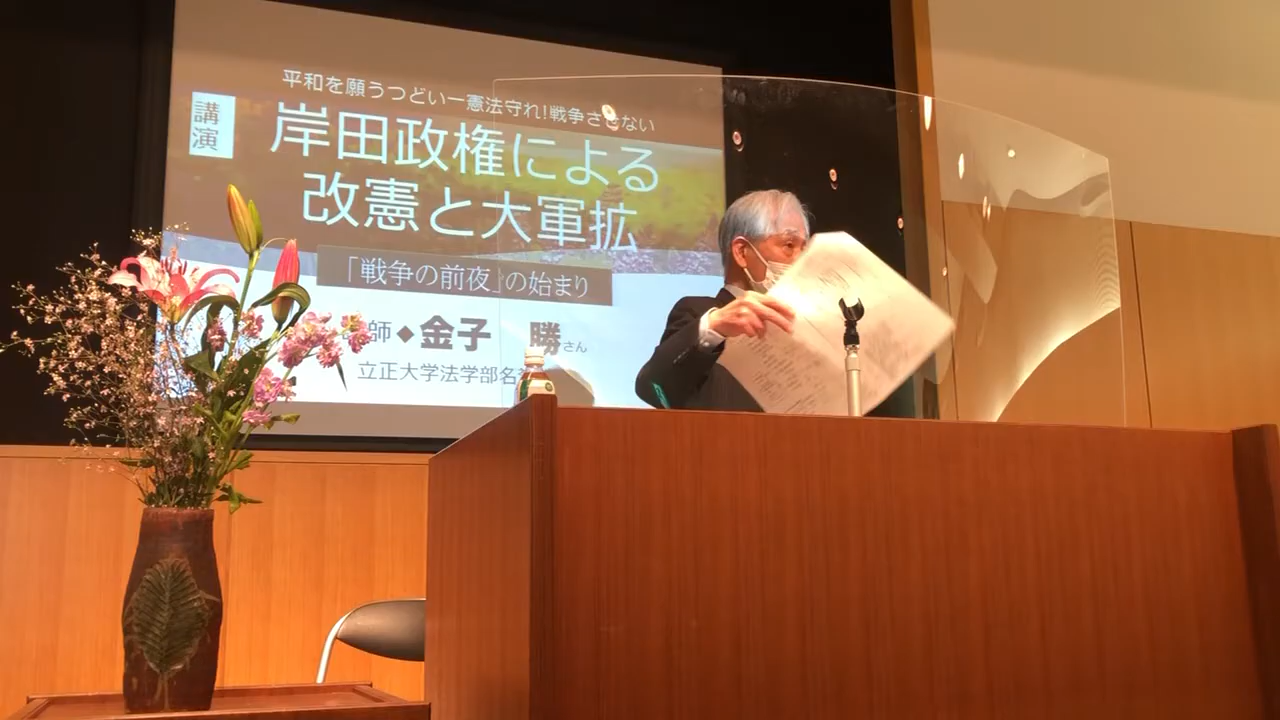 平和を願うつどいー憲法守れ!戦争させない
講演
岸田政権による
改憲と大軍拡
「戦争の前夜」の始まり
師◆金子 勝さん
立正大学法学部名